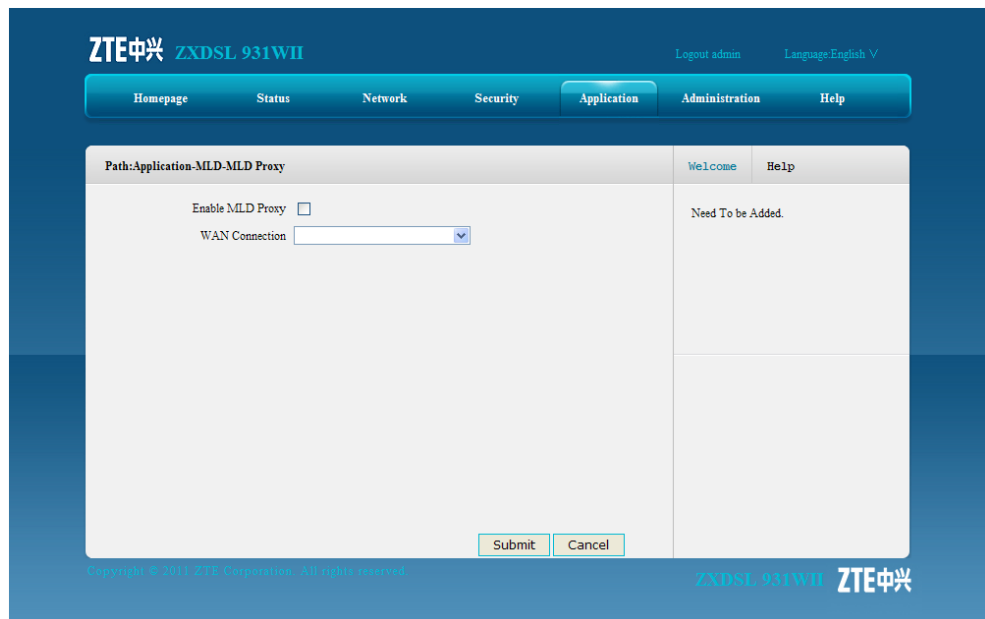 ZTE中兴 ZXDSL 931WII
Logout admin Language:English V
Homepage Status Network Security Application Administration Help
Path:Application-MLD-MLD Proxy
Welcome Help
Enable MLD Proxy
WAN Connection
Need To be Added.
Submit Cancel
Copyright © 2011 ZTE Corporation. All rights reserved.
ZXDSL 931WII ZTE中兴